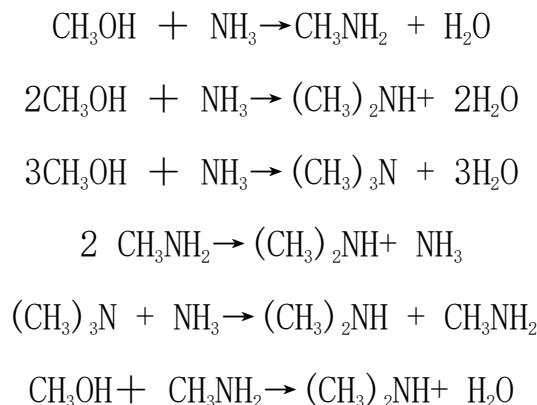 CH₃OH + NH₃→CH₃NH₂ + H₂O
2CH₃OH + NH₃→(CH₃)₂NH+ 2H₂O
3CH₃OH + NH₃→(CH₃)₃N + 3H₂O
2 CH₃NH₂→(CH₃)₂NH+ NH₃
(CH₃)₃N + NH₃→(CH₃)₂NH + CH₃NH₂
CH₃OH+ CH₃NH₂→(CH₃)₂NH+ H₂O